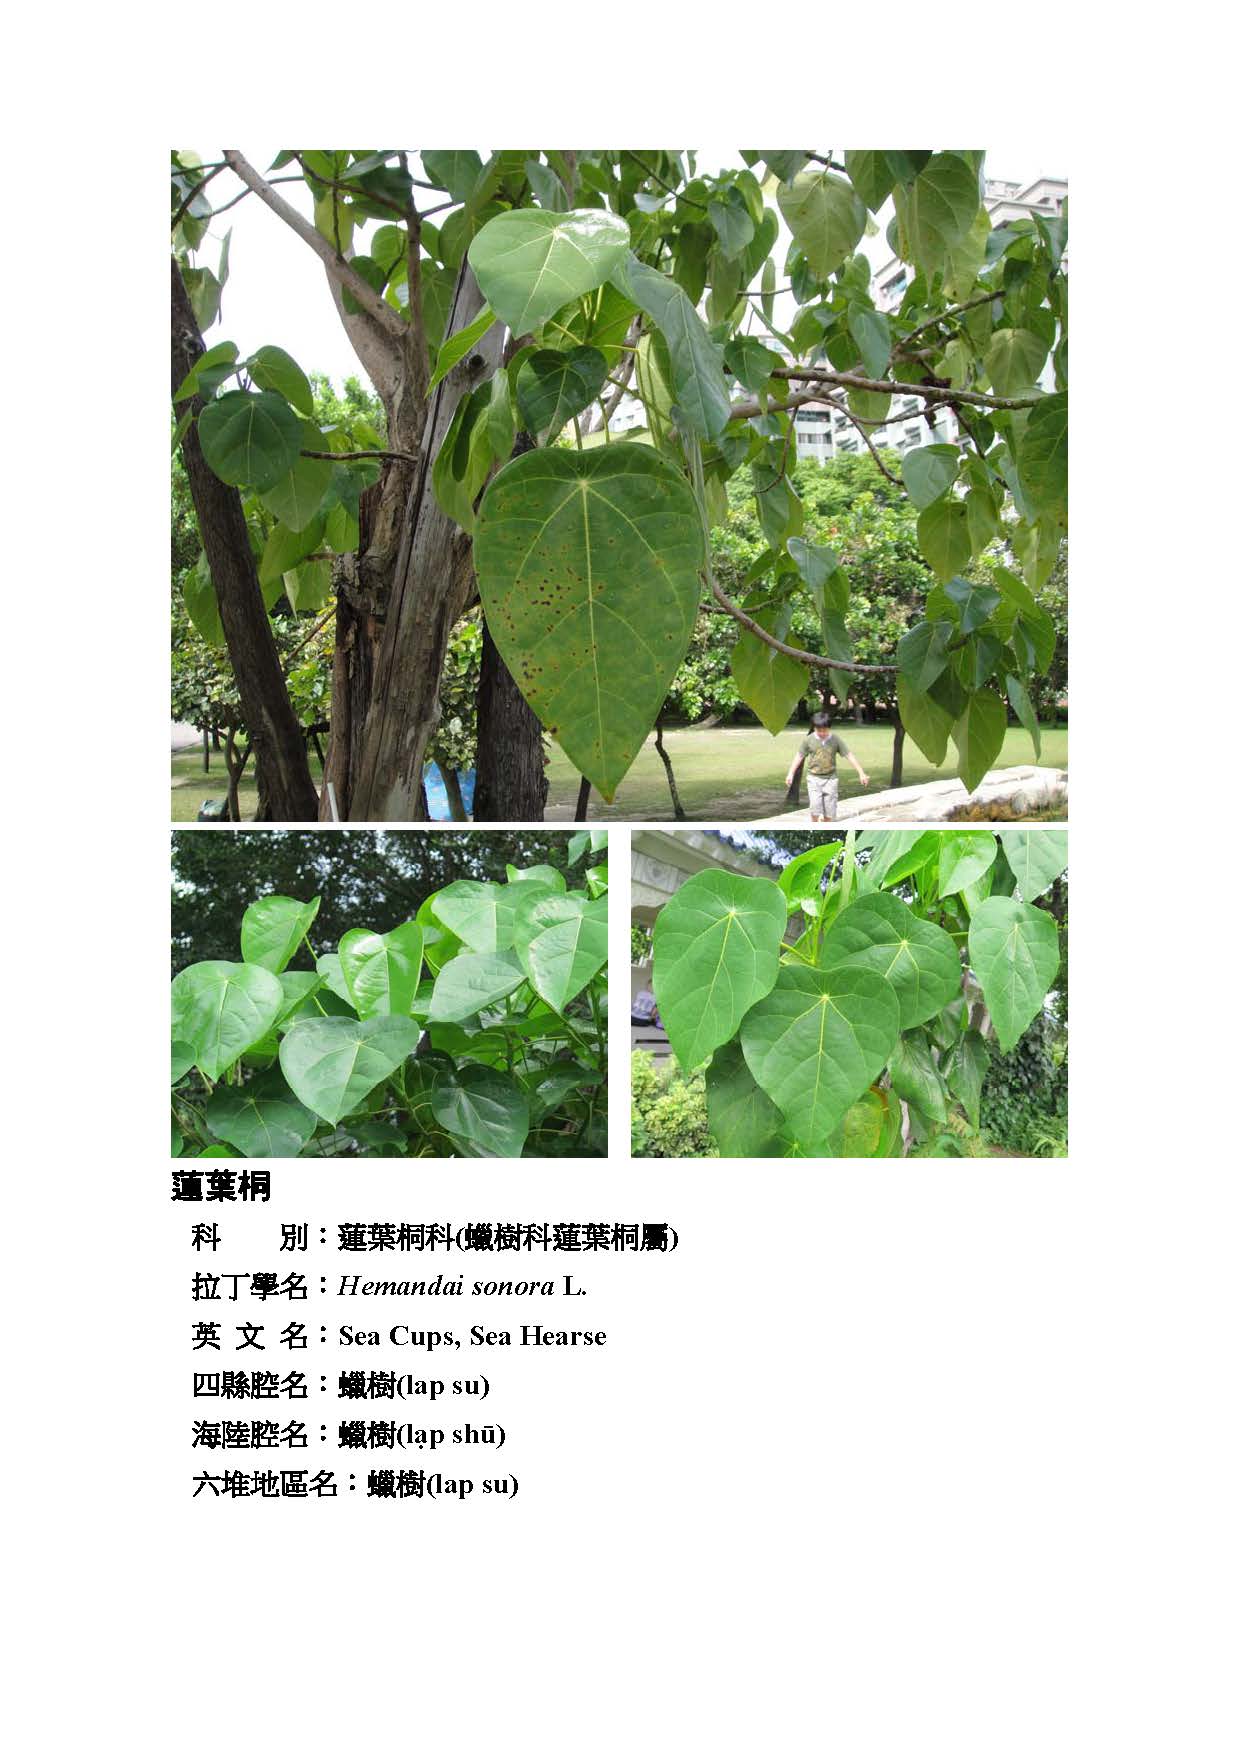 蓮葉桐
科　　別：蓮葉桐科(蠟樹科蓮葉桐屬)
拉丁學名：Hemandai sonora L.
英 文 名：Sea Cups, Sea Hearse
四縣腔名：蠟樹(lap su)
海陸腔名：蠟樹(lạp shū)
六堆地區名：蠟樹(lap su)